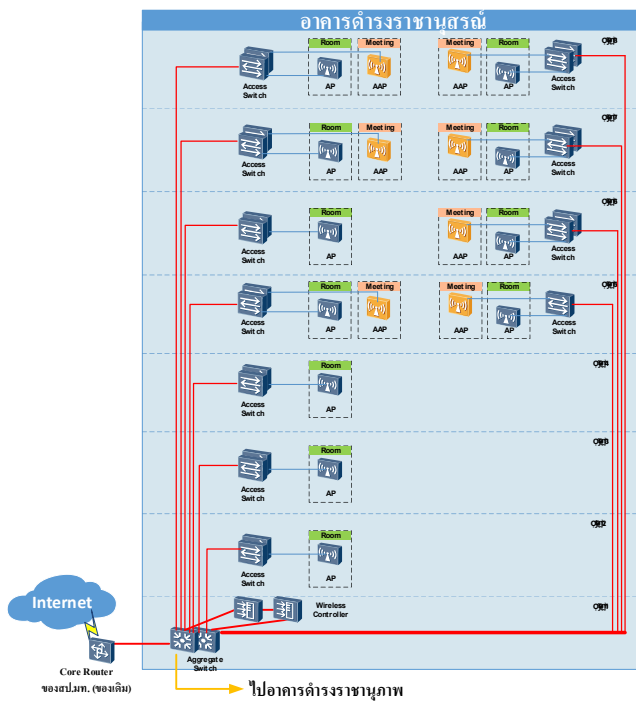 อาคารดำรงราชานุสรณ์
Room Meeting Meeting Room
AP AAP AAP AP
Access Switch Access Switch
Room Meeting Meeting Room
AP AAP AAP AP
Access Switch Access Switch
Room Meeting Room
AP AAP AP
Access Switch Access Switch
Room Meeting Meeting Room
AP AAP AAP AP
Access Switch Access Switch
Room
AP
Access Switch
Room
AP
Access Switch
Room
AP
Access Switch
Internet
Wireless Controller
Aggregate Switch
Core Router
ของสป.มท. (ของเดิม)
ไปอาคารดำรงราชานุภาพ